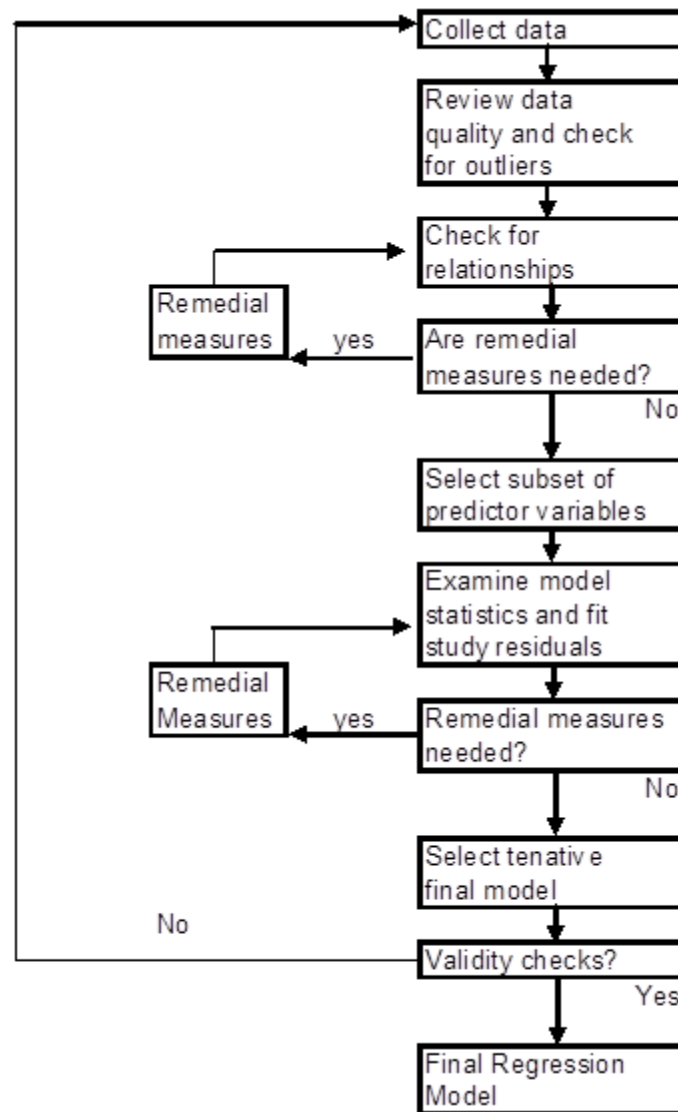 Collect data
Review data
quality and check
for outliers
Check for
relationships
Remedial
measures
yes
Are remedial
measures needed?
No
Select subset of
predictor variables
Examine model
statistics and fit
study residuals
Remedial
Measures
yes
Remedial measures
needed?
No
Select tenative
final model
No
Validity checks?
Yes
Final Regression
Model